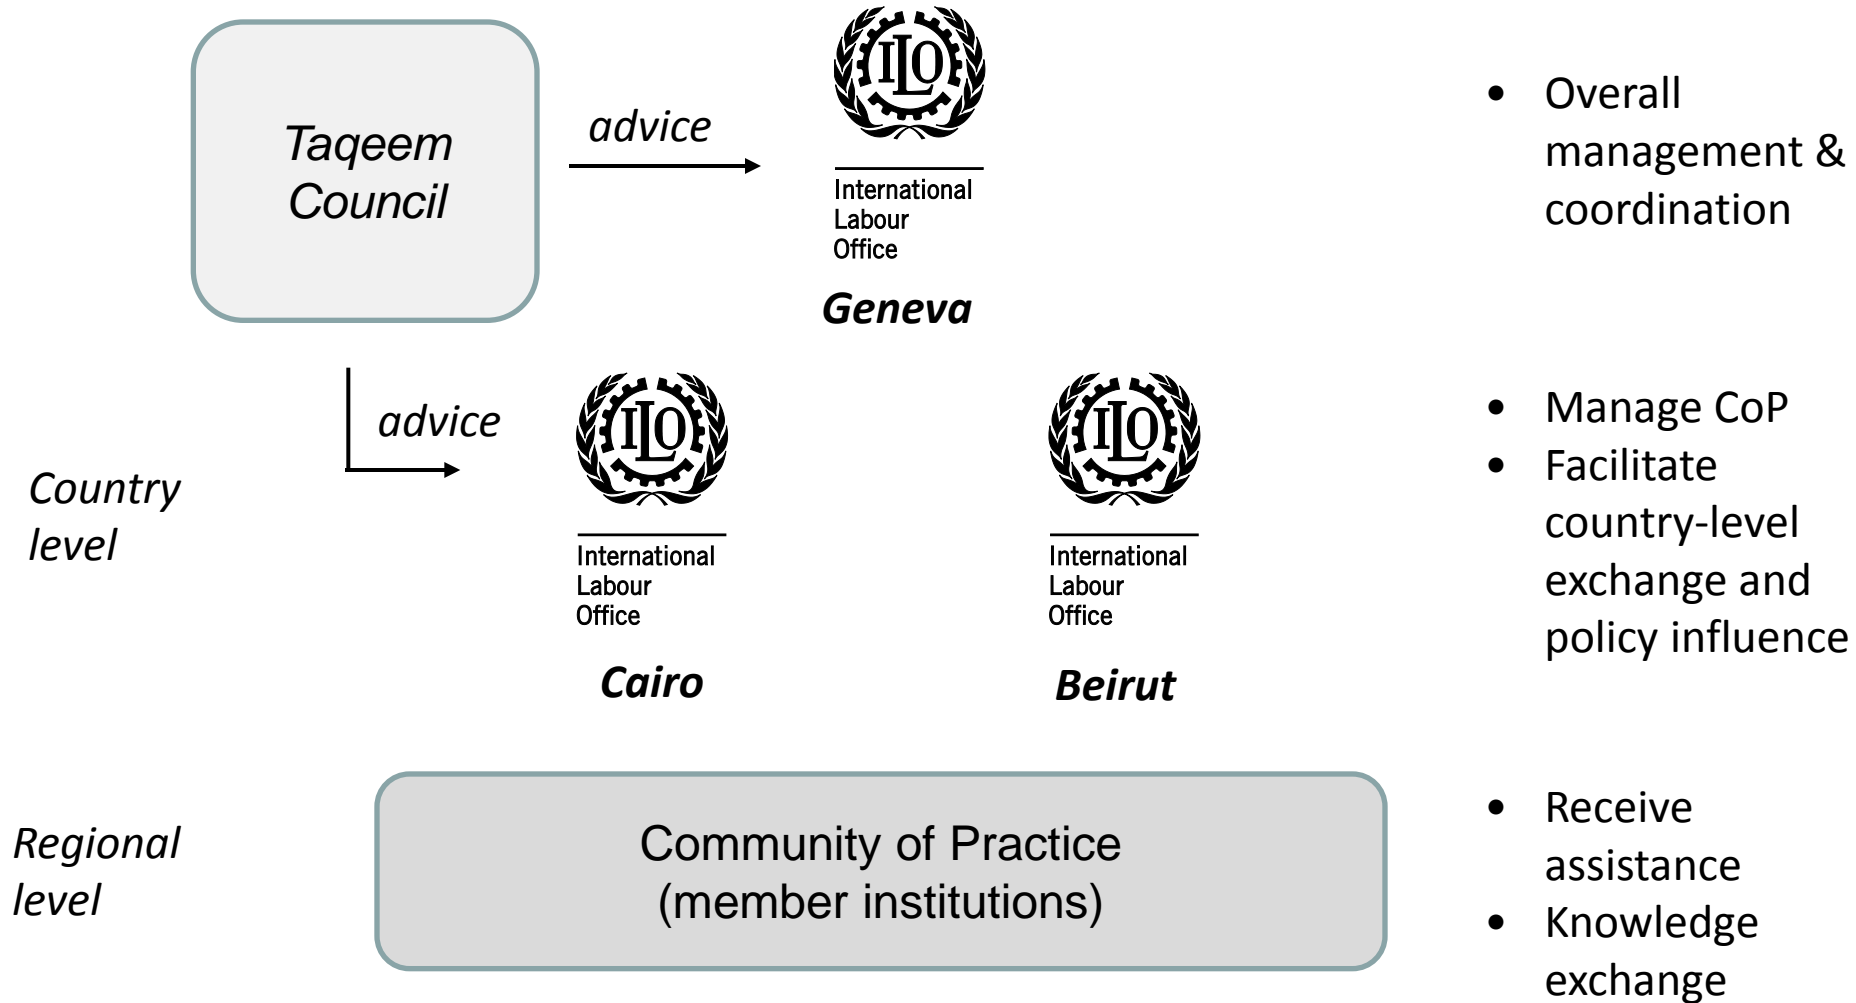 Taqeem
Council
advice
ILO
International
Labour
Office
Geneva
• Overall
management &
coordination
Country
level
advice
ILO
International
Labour
Office
Cairo
ILO
International
Labour
Office
Beirut
• Manage CoP
• Facilitate
country-level
exchange and
policy influence
Regional
level
Community of Practice
(member institutions)
• Receive
assistance
• Knowledge
exchange